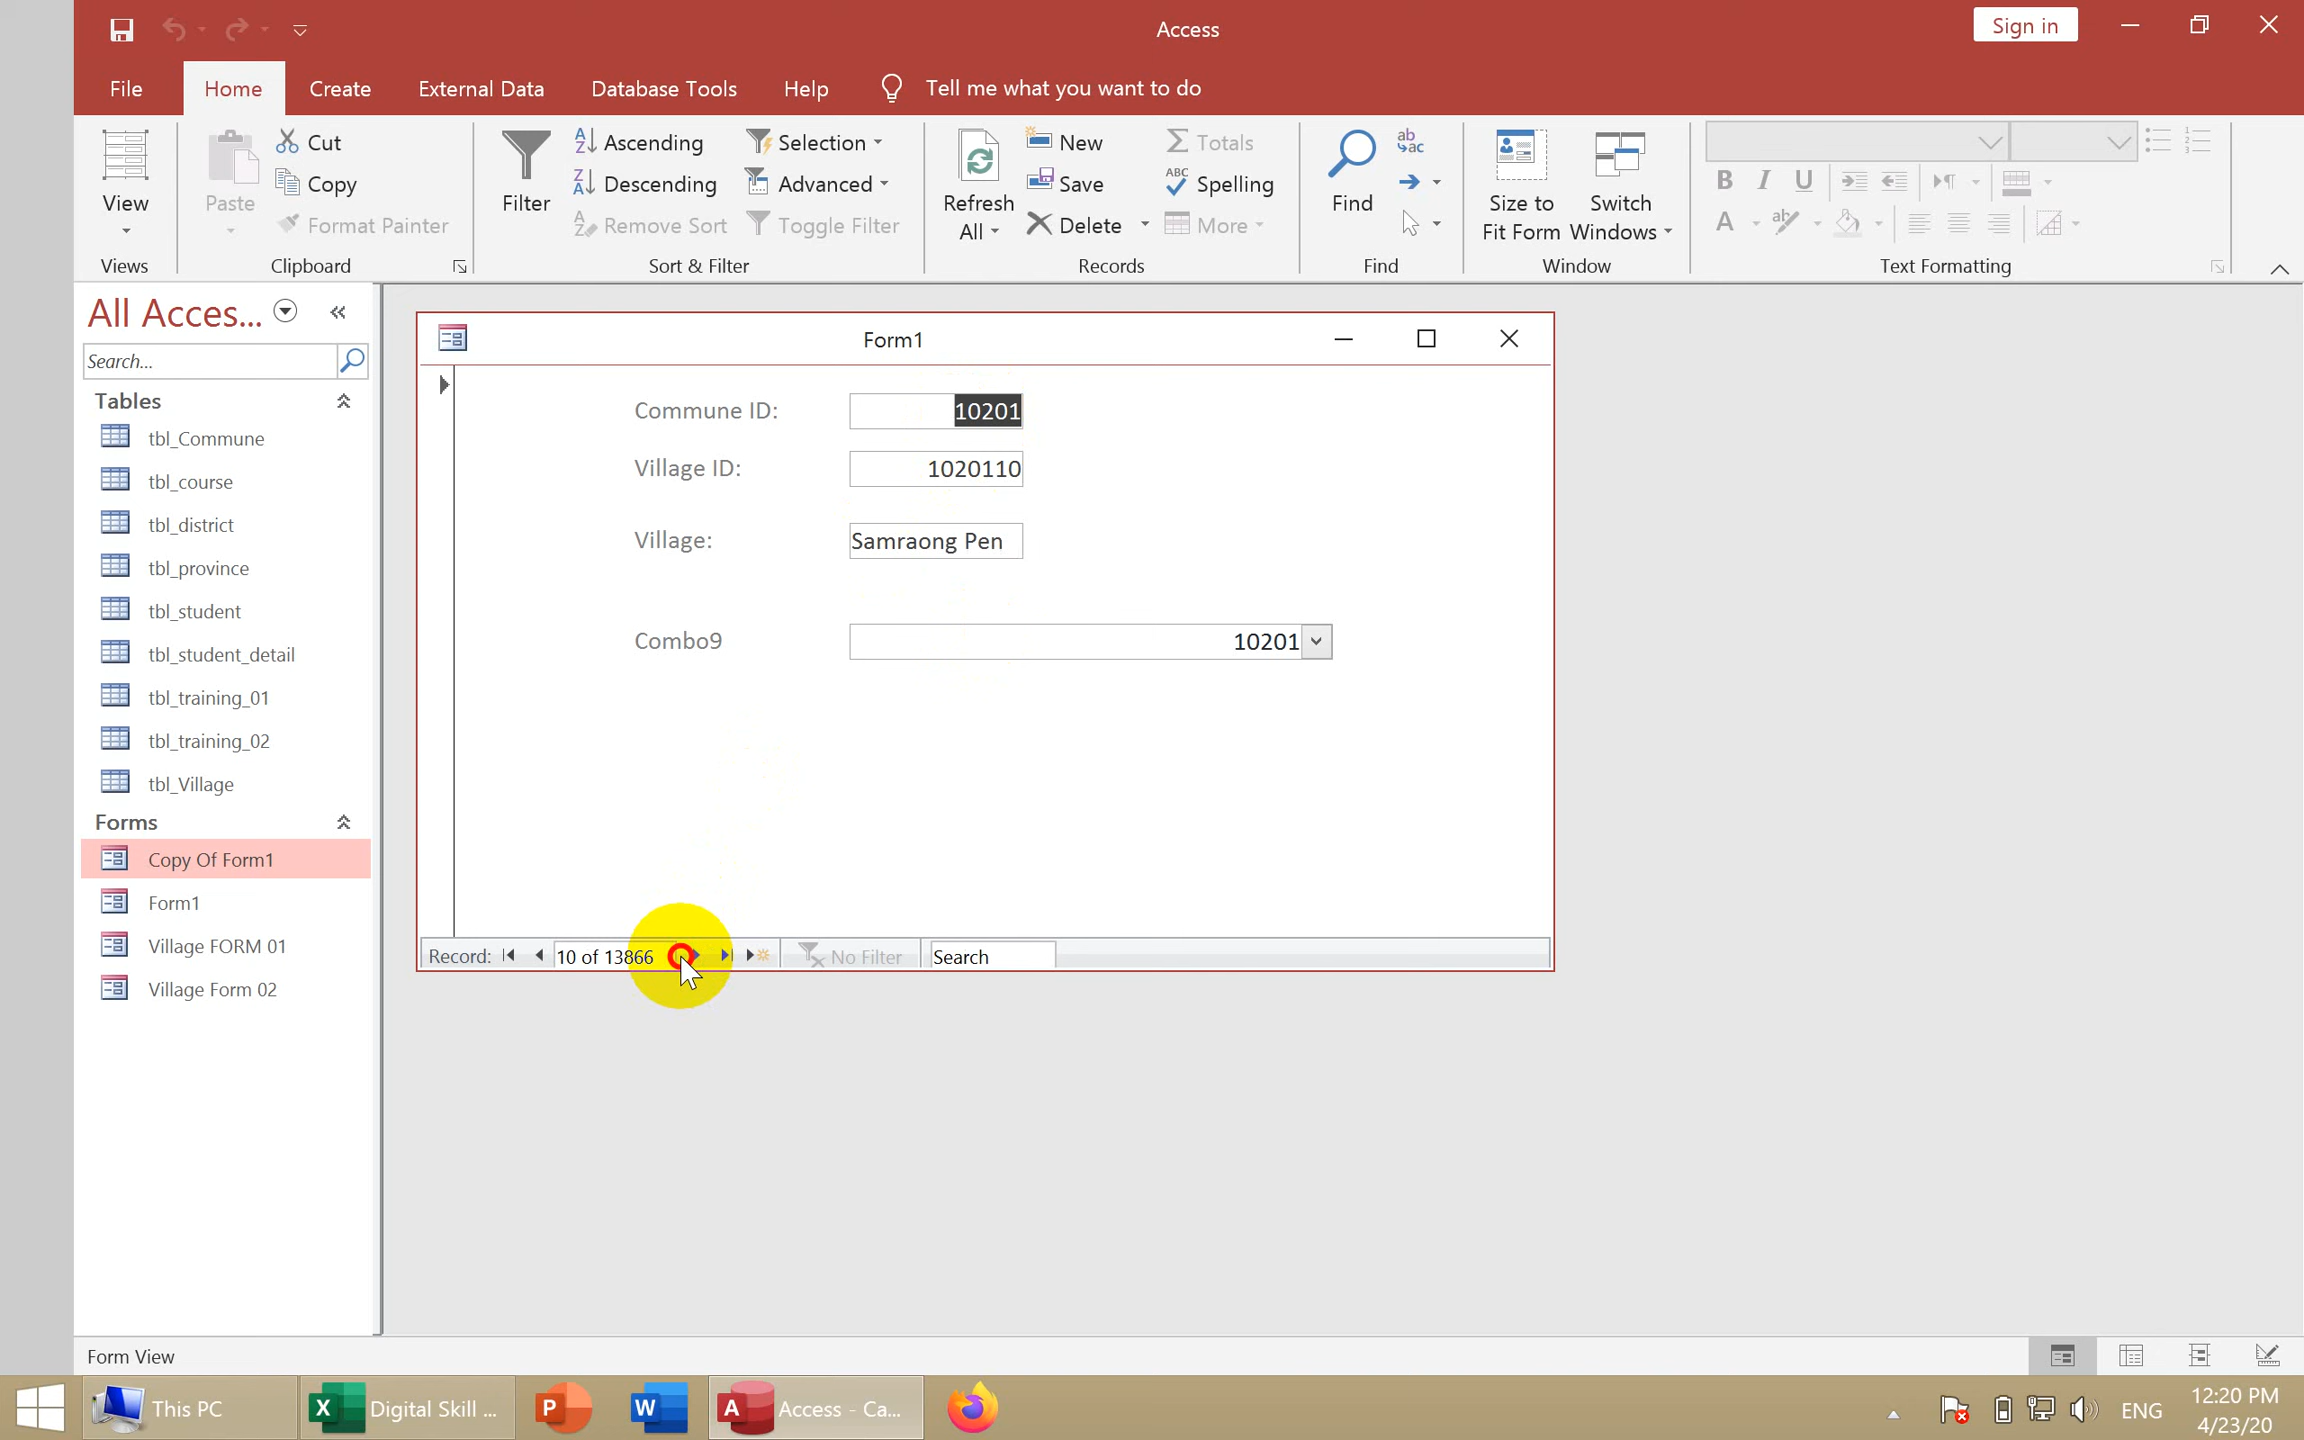 Access
Sign in
File
Home
Create
External Data
Database Tools
Help
Tell me what you want to do
View
Views
Paste
Cut
Copy
Format Painter
Clipboard
Filter
Ascending
Descending
Remove Sort
Selection
Advanced
Toggle Filter
Sort & Filter
Refresh
All
New
Save
Delete
Totals
Spelling
More
Records
Find
Find
Size to
Fit Form
Switch
Windows
Window
B I U
Text Formatting
All Acces...
Search...
Tables
tbl_Commune
tbl_course
tbl_district
tbl_province
tbl_student
tbl_student_detail
tbl_training_01
tbl_training_02
tbl_Village
Forms
Copy Of Form1
Form1
Village FORM 01
Village Form 02
Form1
Commune ID: 10201
Village ID: 1020110
Village: Samraong Pen
Combo9 10201
Record: 10 of 13866 No Filter Search
Form View
This PC
Digital Skill ...
Access - Ca...
ENG
12:20 PM
4/23/20